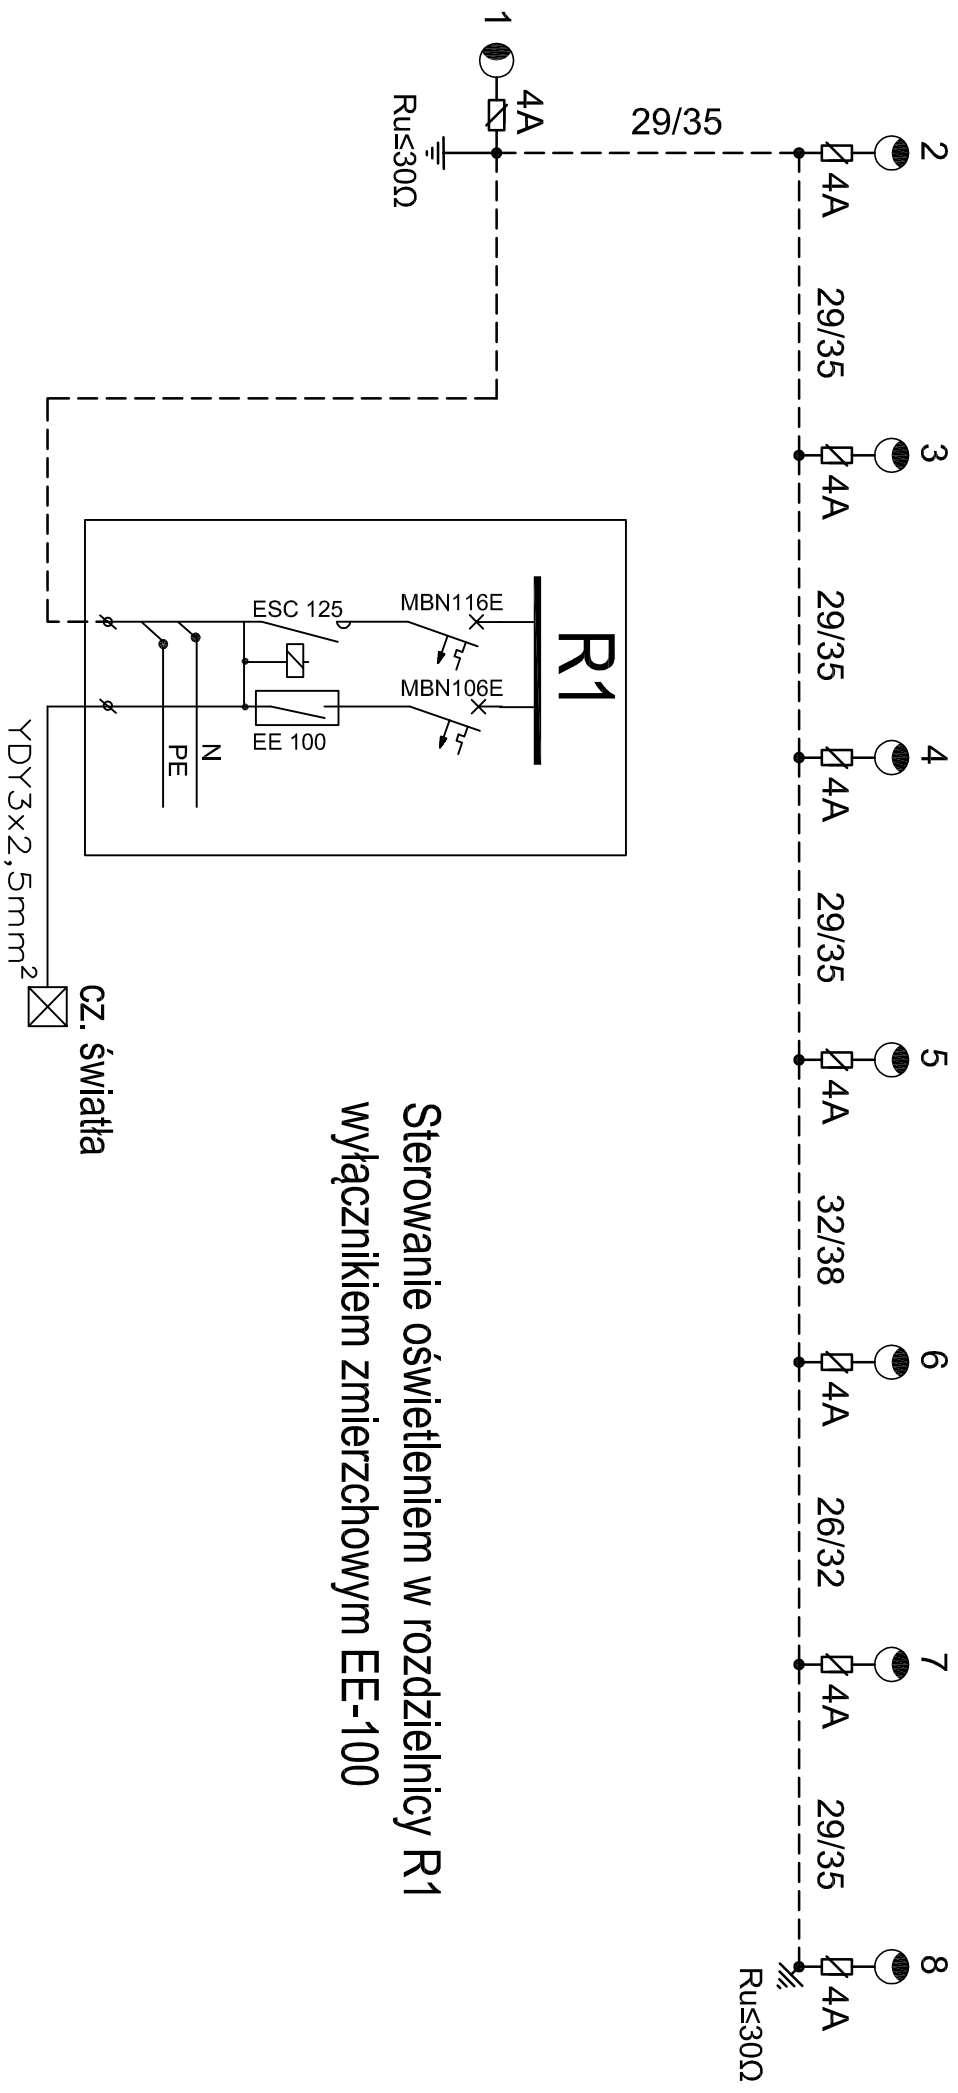 2
3
4
5
6
7
8
4A
4A
4A
4A
4A
4A
4A
29/35
29/35
29/35
32/38
26/32
29/35
Ru≤30Ω
29/35
1
4A
Ru≤30Ω
R1
MBN116E
MBN106E
ESC 125
EE 100
N
PE
YDY3x2,5mm²
cz. światła
Sterowanie oświetleniem w rozdzielnicy R1
wyłącznikiem zmierzchowym EE-100